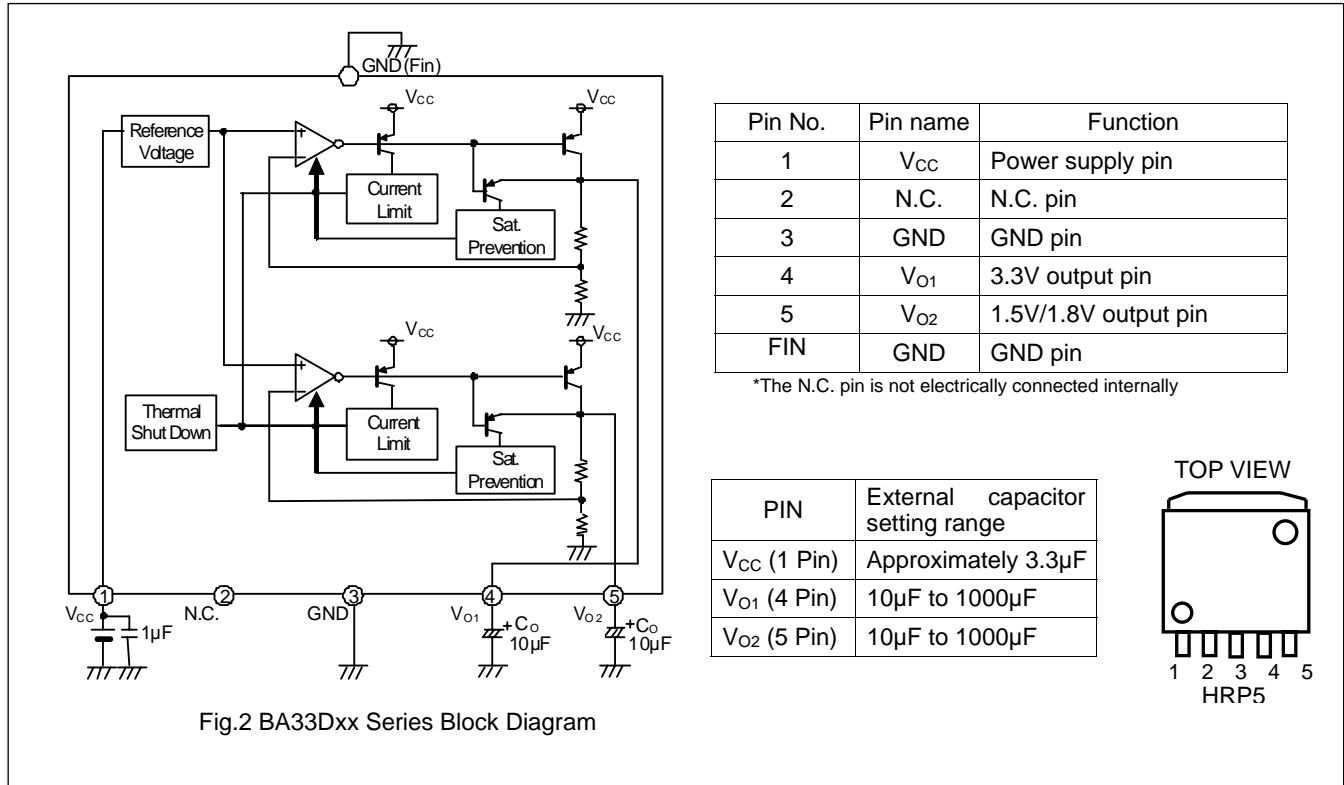 GND(Fin)
VCC
VCC
Reference
Voltage
+
−
Current
Limit
Sat.
Prevention
VCC
VCC
+
−
Thermal
Shut Down
Current
Limit
Sat.
Prevention
1
2
3
4
5
VCC
N.C.
GND
VO1
VO2
1µF
+CO
10µF
+CO
10µF
Fig.2 BA33Dxx Series Block Diagram
Pin No. Pin name Function
1 VCC Power supply pin
2 N.C. N.C. pin
3 GND GND pin
4 VO1 3.3V output pin
5 VO2 1.5V/1.8V output pin
FIN GND GND pin
*The N.C. pin is not electrically connected internally
PIN External capacitor
setting range
VCC (1 Pin) Approximately 3.3µF
VO1 (4 Pin) 10µF to 1000µF
VO2 (5 Pin) 10µF to 1000µF
TOP VIEW
1 2 3 4 5
HRP5